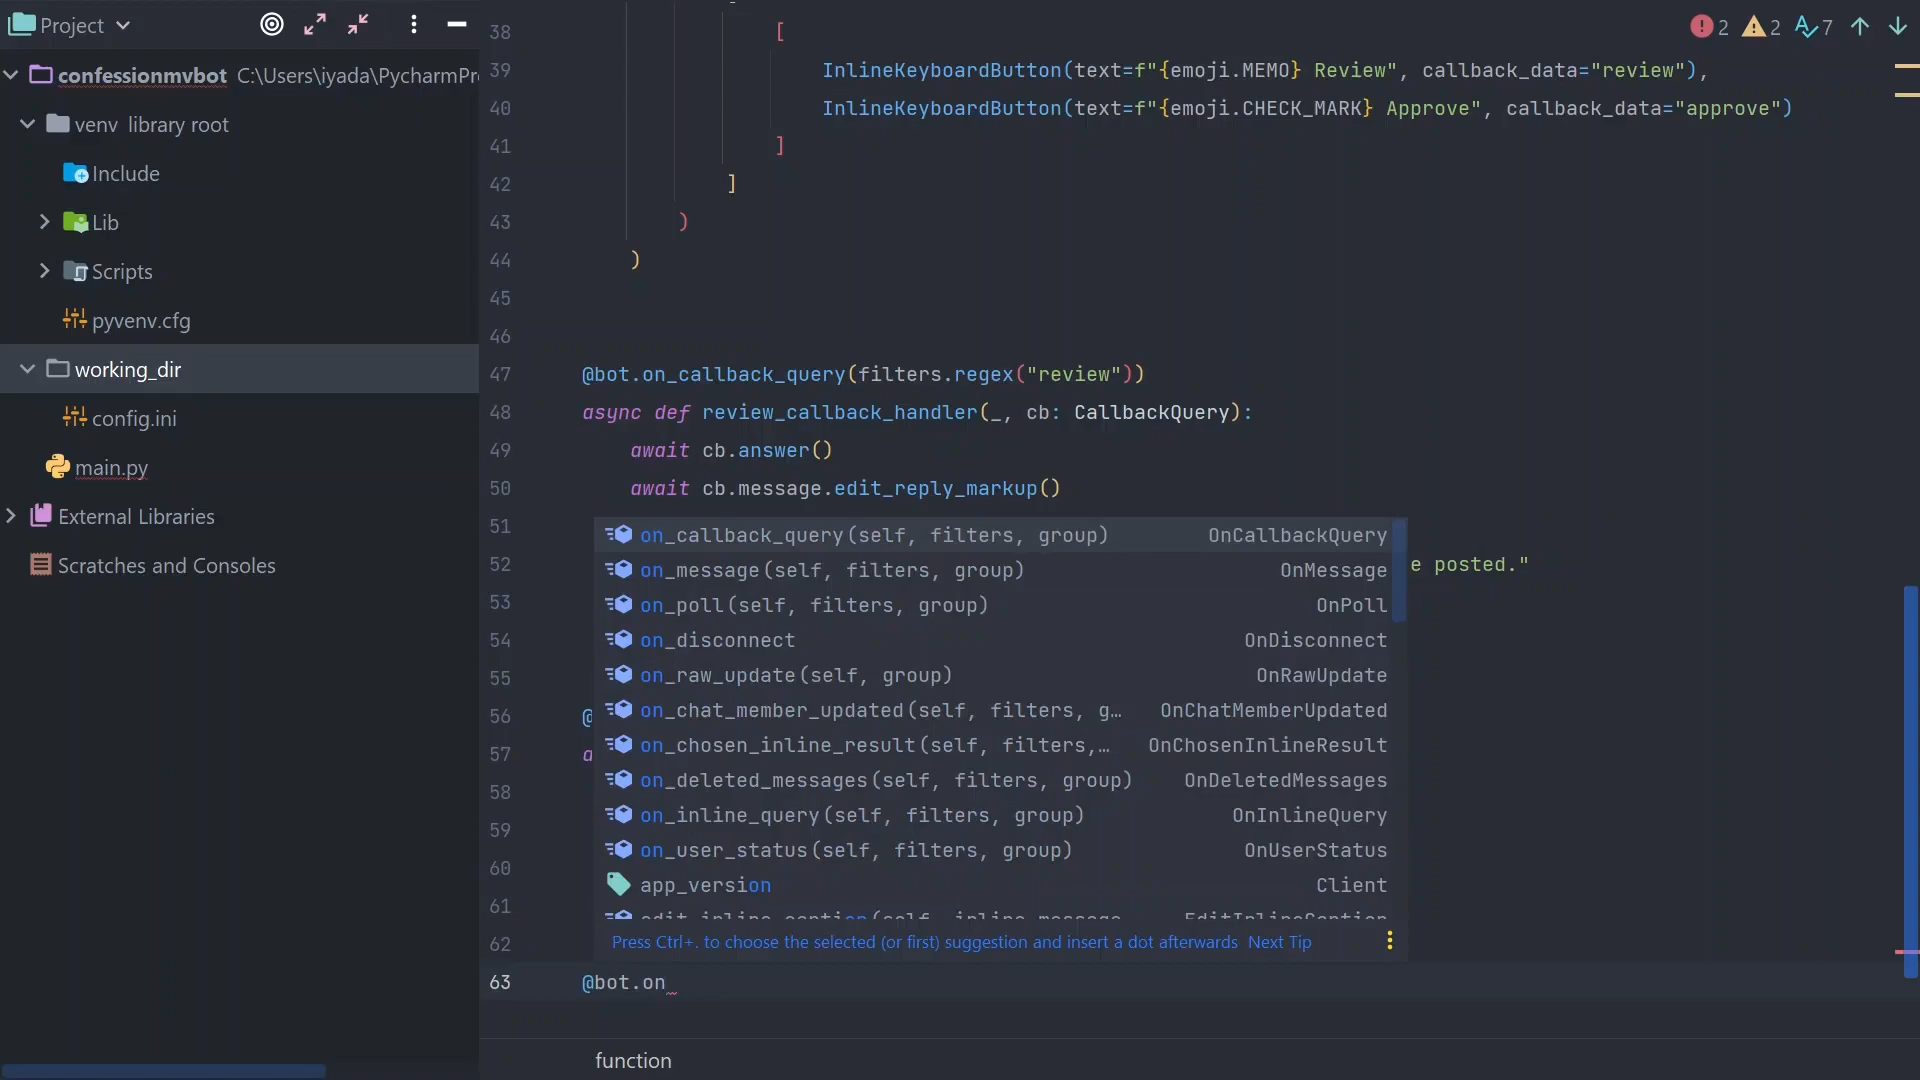 Project
confessionmvbot C:\Users\iyada\PycharmPr
venv library root
Include
Lib
Scripts
pyvenv.cfg
working_dir
config.ini
main.py
External Libraries
Scratches and Consoles
2 2 7
38 [
39 InlineKeyboardButton(text=f"{emoji.MEMO} Review", callback_data="review"),
40 InlineKeyboardButton(text=f"{emoji.CHECK_MARK} Approve", callback_data="approve")
41 ]
42 ]
43 )
44 )
45
46
47 @bot.on_callback_query(filters.regex("review"))
48 async def review_callback_handler(_, cb: CallbackQuery):
49 await cb.answer()
50 await cb.message.edit_reply_markup()
51
52 e posted."
53
54
55
56 @
57 a
58
59
60
61
62
63 @bot.on_
on_callback_query(self, filters, group) OnCallbackQuery
on_message(self, filters, group) OnMessage
on_poll(self, filters, group) OnPoll
on_disconnect OnDisconnect
on_raw_update(self, group) OnRawUpdate
on_chat_member_updated(self, filters, g… OnChatMemberUpdated
on_chosen_inline_result(self, filters,… OnChosenInlineResult
on_deleted_messages(self, filters, group) OnDeletedMessages
on_inline_query(self, filters, group) OnInlineQuery
on_user_status(self, filters, group) OnUserStatus
app_version Client
edit_inline_caption(self, inline_message EditInlineCaption
Press Ctrl+. to choose the selected (or first) suggestion and insert a dot afterwards Next Tip
function